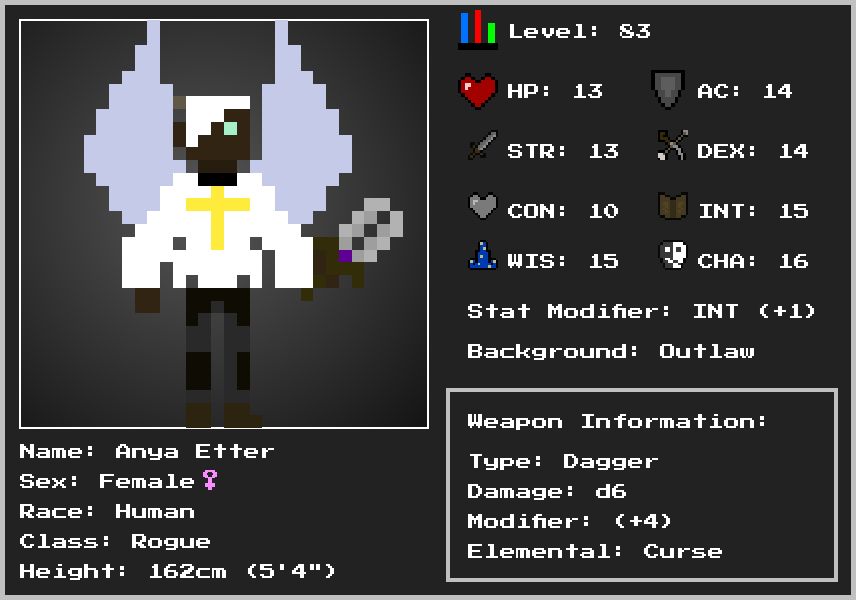 Level: 83
HP: 13
AC: 14
STR: 13
DEX: 14
CON: 10
INT: 15
WIS: 15
CHA: 16
Stat Modifier: INT (+1)
Background: Outlaw
Weapon Information:
Type: Dagger
Damage: d6
Modifier: (+4)
Elemental: Curse
Name: Anya Etter
Sex: Female♀
Race: Human
Class: Rogue
Height: 162cm (5'4")